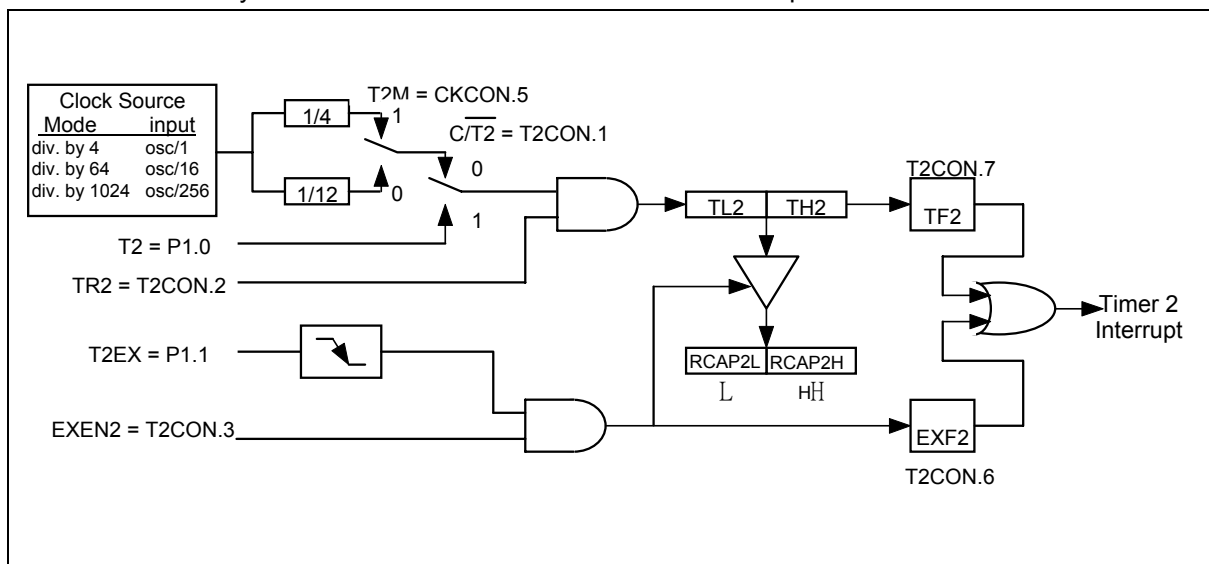 Clock Source
Mode input
div. by 4 osc/1
div. by 64 osc/16
div. by 1024 osc/256
1/4
1/12
T2M = CKCON.5
1
0
C/T2 = T2CON.1
0
1
T2 = P1.0
TR2 = T2CON.2
T2EX = P1.1
EXEN2 = T2CON.3
TL2 TH2
RCAP2L RCAP2H
L HH
T2CON.7
TF2
EXF2
T2CON.6
Timer 2
Interrupt